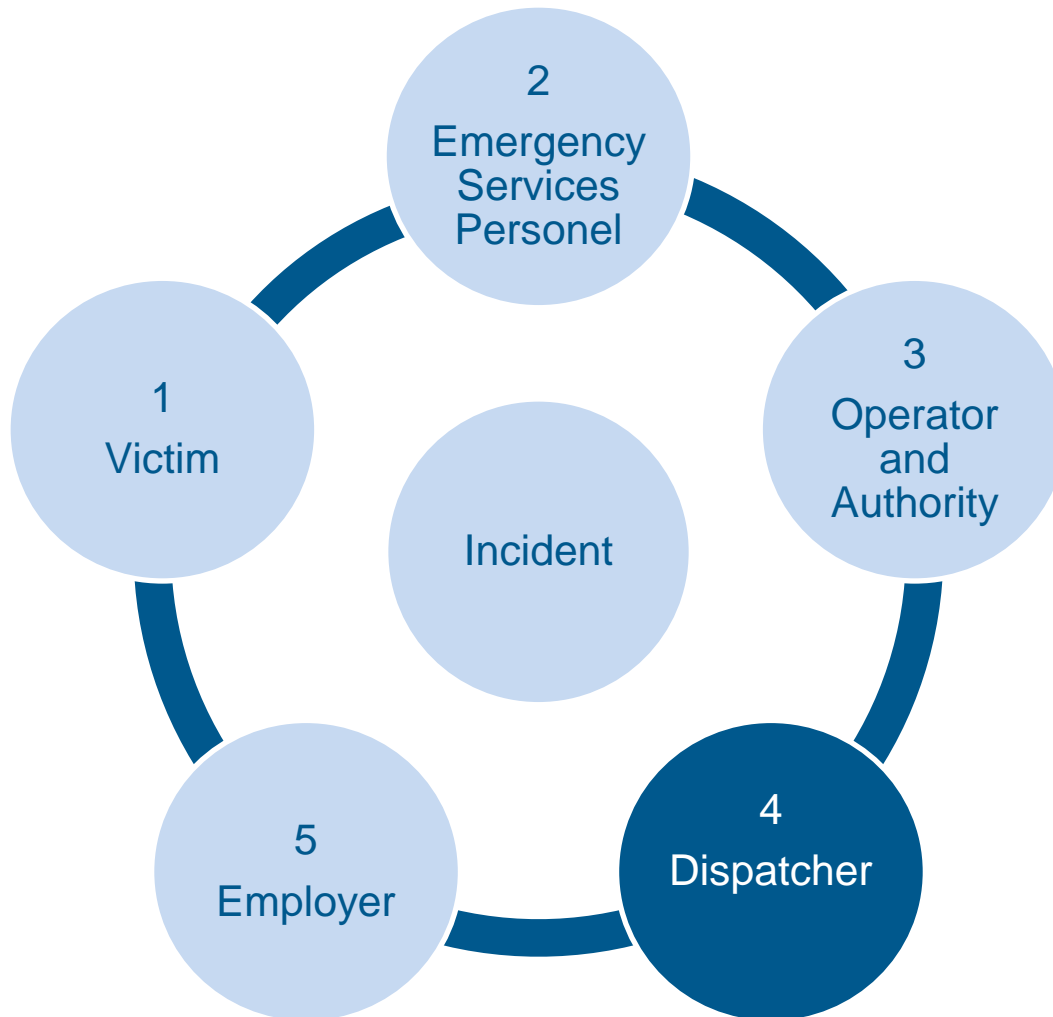 2
Emergency
Services
Personel
1
Victim
3
Operator
and
Authority
Incident
5
Employer
4
Dispatcher